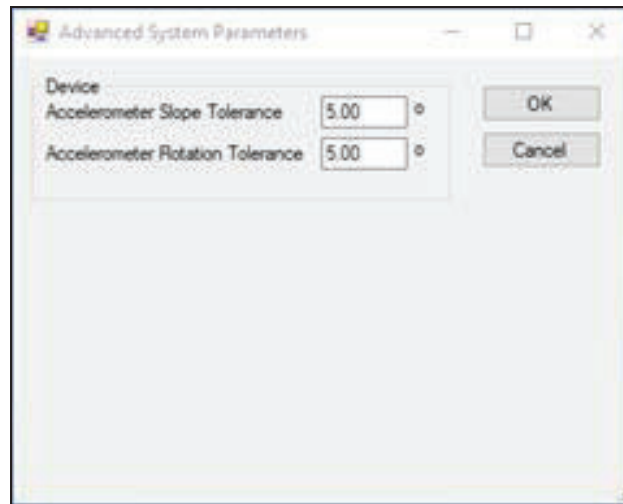 Advanced System Parameters
Device
Accelerometer Slope Tolerance 5.00 °
Accelerometer Rotation Tolerance 5.00 °
OK
Cancel